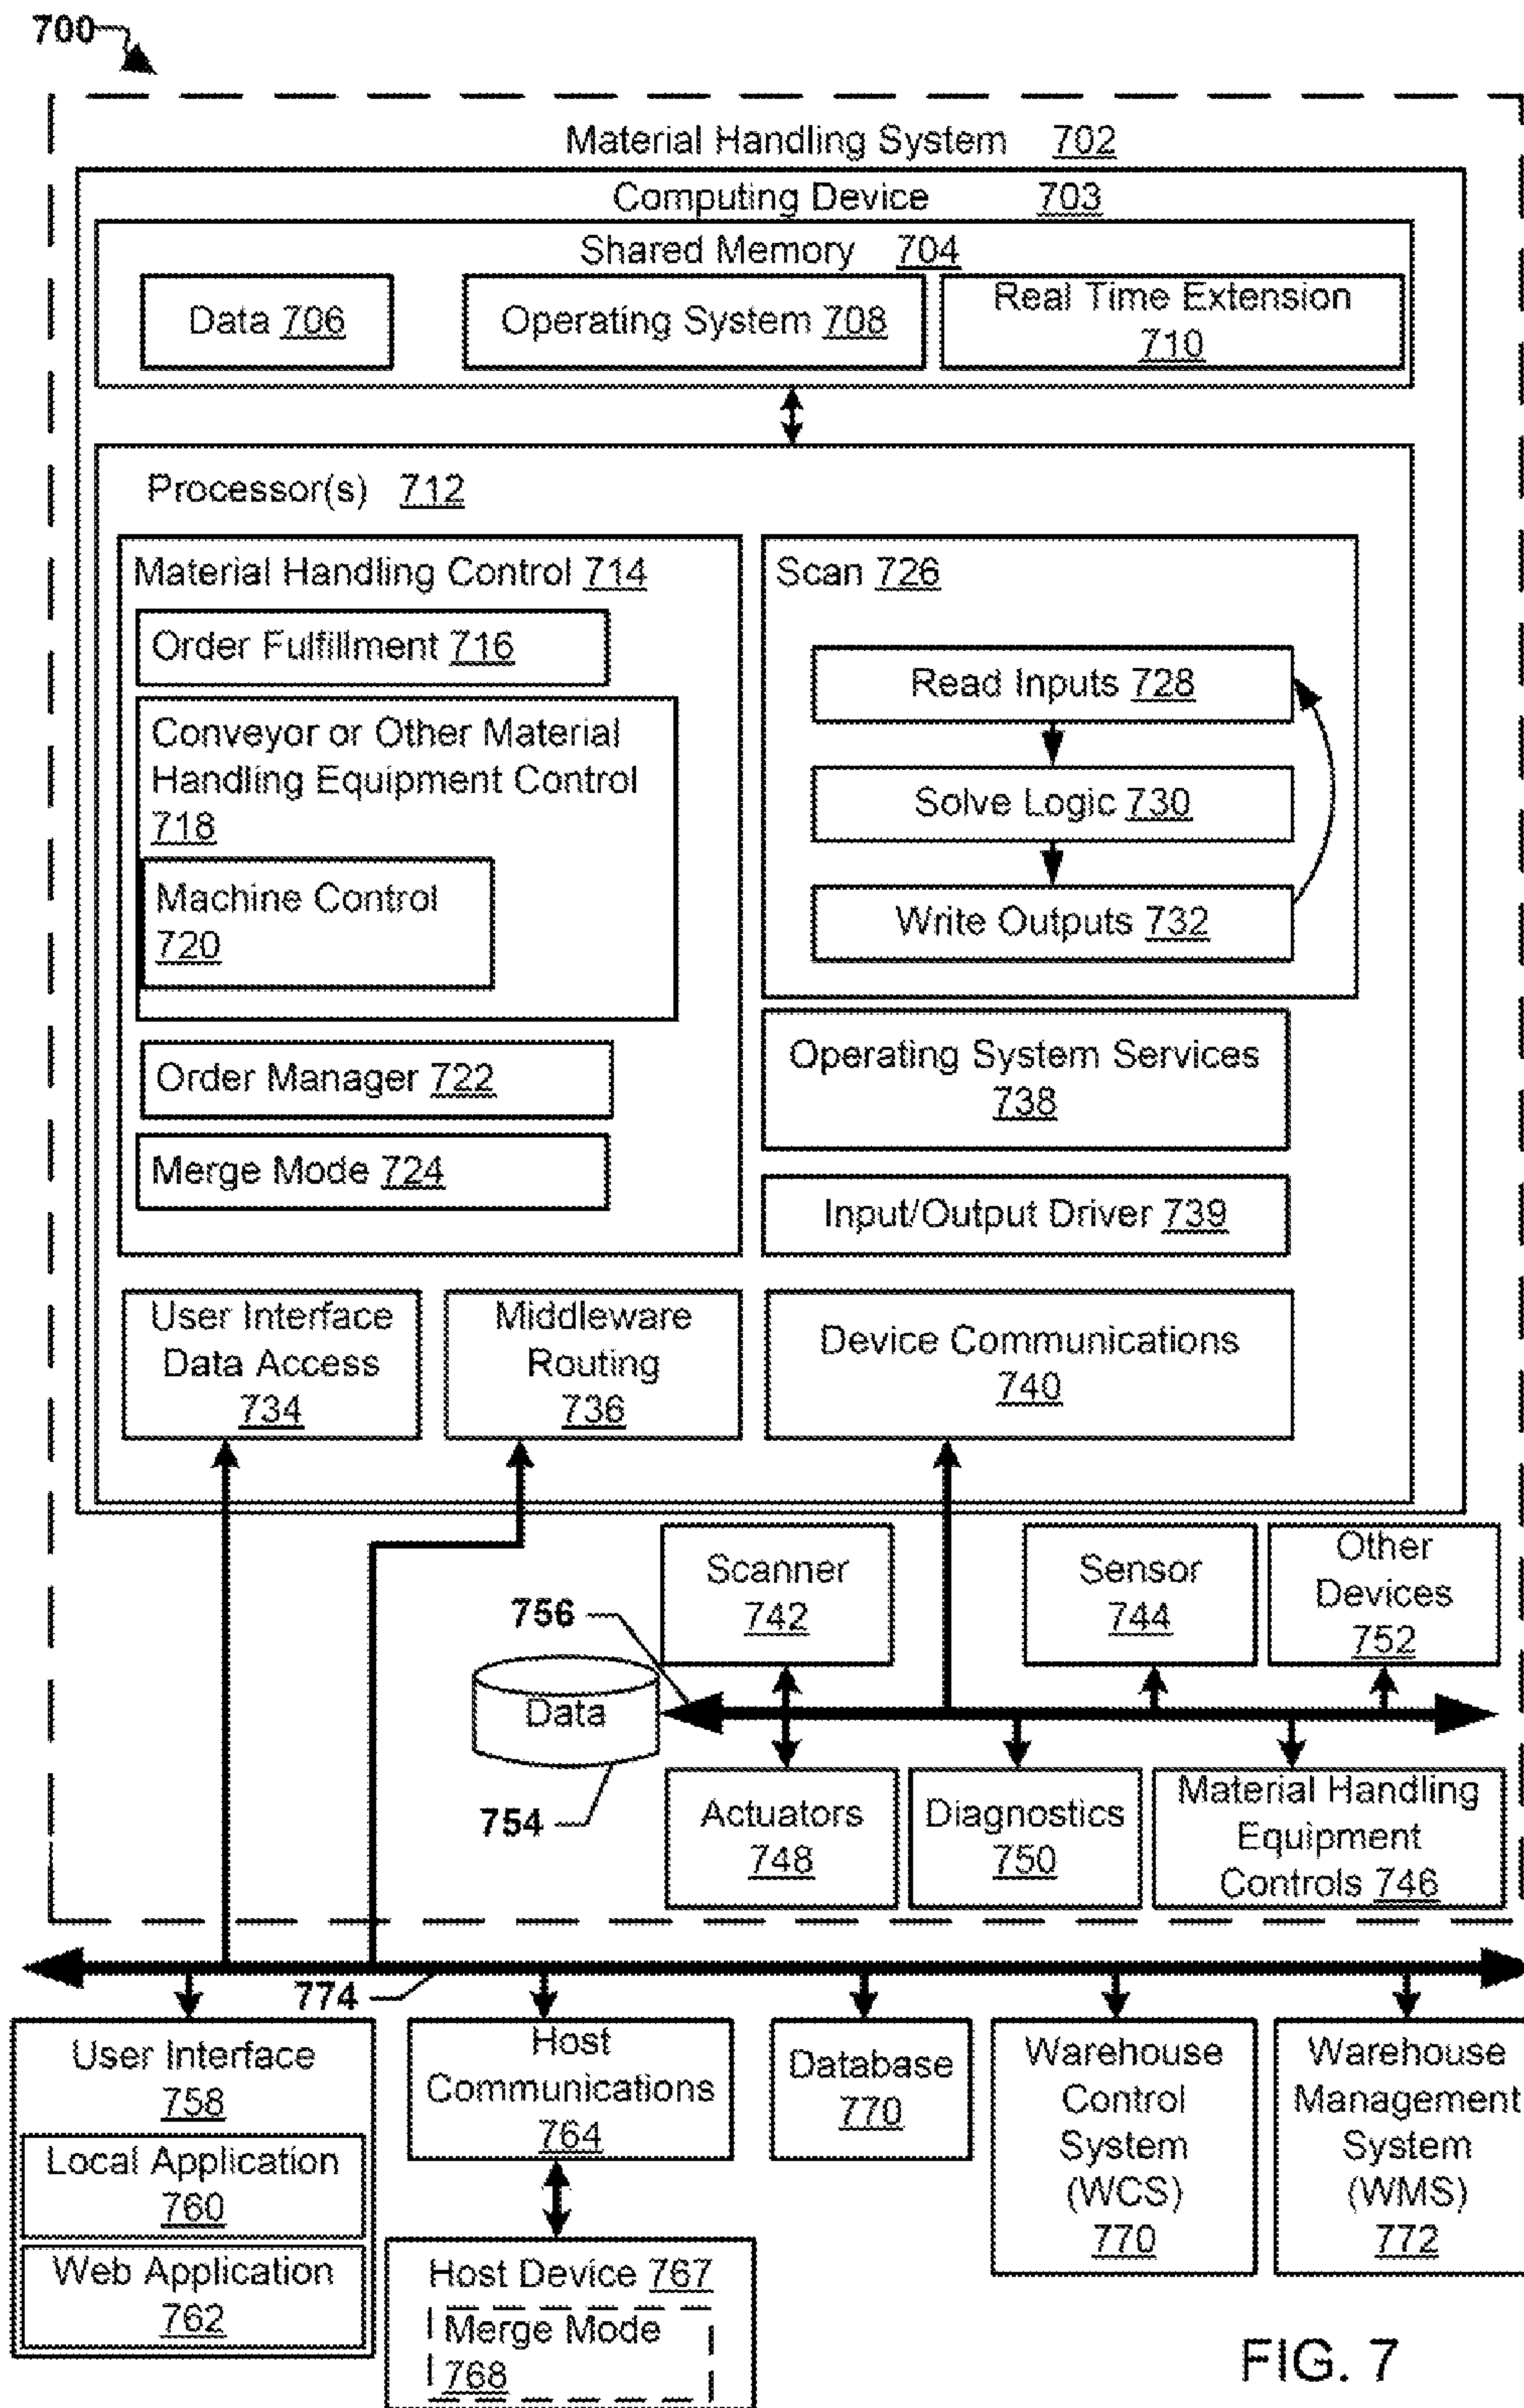 700
Material Handling System 702
Computing Device 703
Shared Memory 704
Data 706
Operating System 708
Real Time Extension
710
Processor(s) 712
Material Handling Control 714
Order Fulfillment 716
Conveyor or Other Material
Handling Equipment Control
718
Machine Control
720
Order Manager 722
Merge Mode 724
Scan 726
Read Inputs 728
Solve Logic 730
Write Outputs 732
Operating System Services
738
Input/Output Driver 739
User Interface
Data Access
734
Middleware
Routing
736
Device Communications
740
Scanner
742
Sensor
744
Other
Devices
752
756
Data
754
Actuators
748
Diagnostics
750
Material Handling
Equipment
Controls 746
774
User Interface
758
Local Application
760
Web Application
762
Host
Communications
764
Host Device 767
Merge Mode
768
Database
770
Warehouse
Control
System
(WCS)
770
Warehouse
Management
System
(WMS)
772
FIG. 7